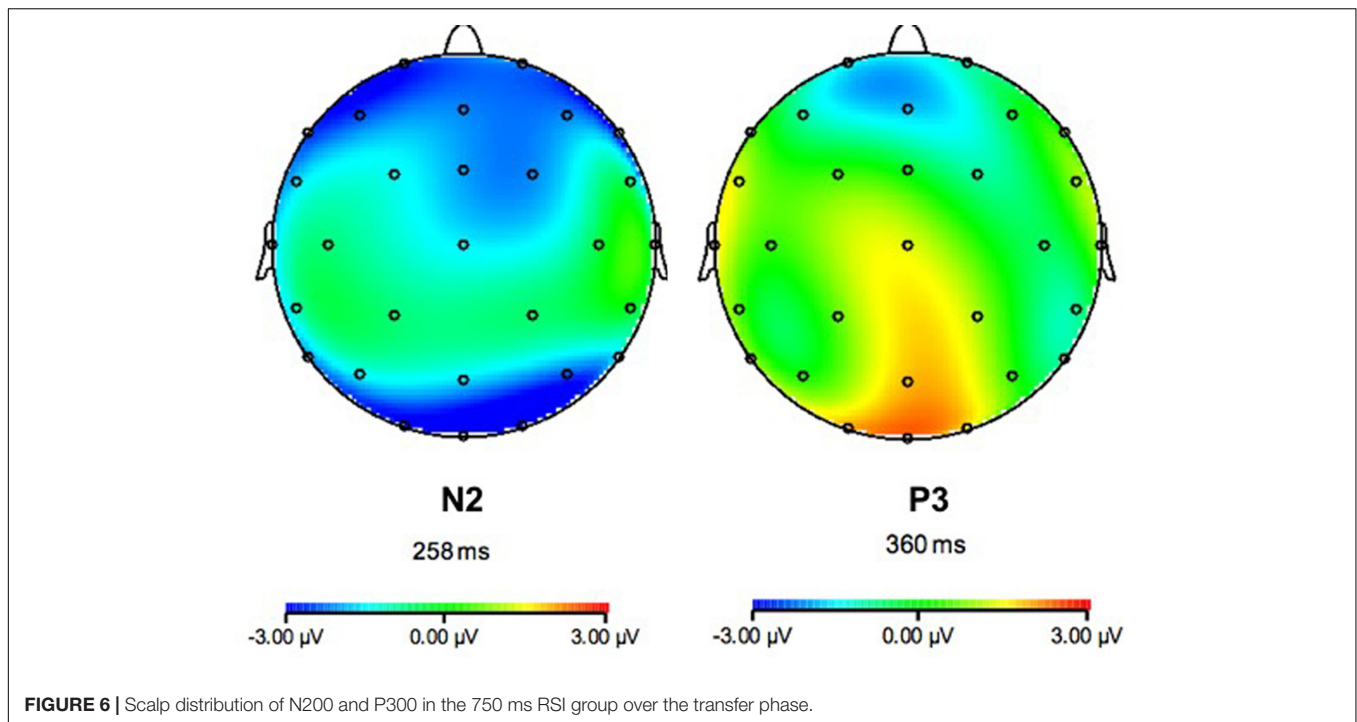 N2 P3
258 ms 360 ms
-3.00 µV 0.00 µV 3.00 µV -3.00 µV 0.00 µV 3.00 µV
FIGURE 6 | Scalp distribution of N200 and P300 in the 750 ms RSI group over the transfer phase.